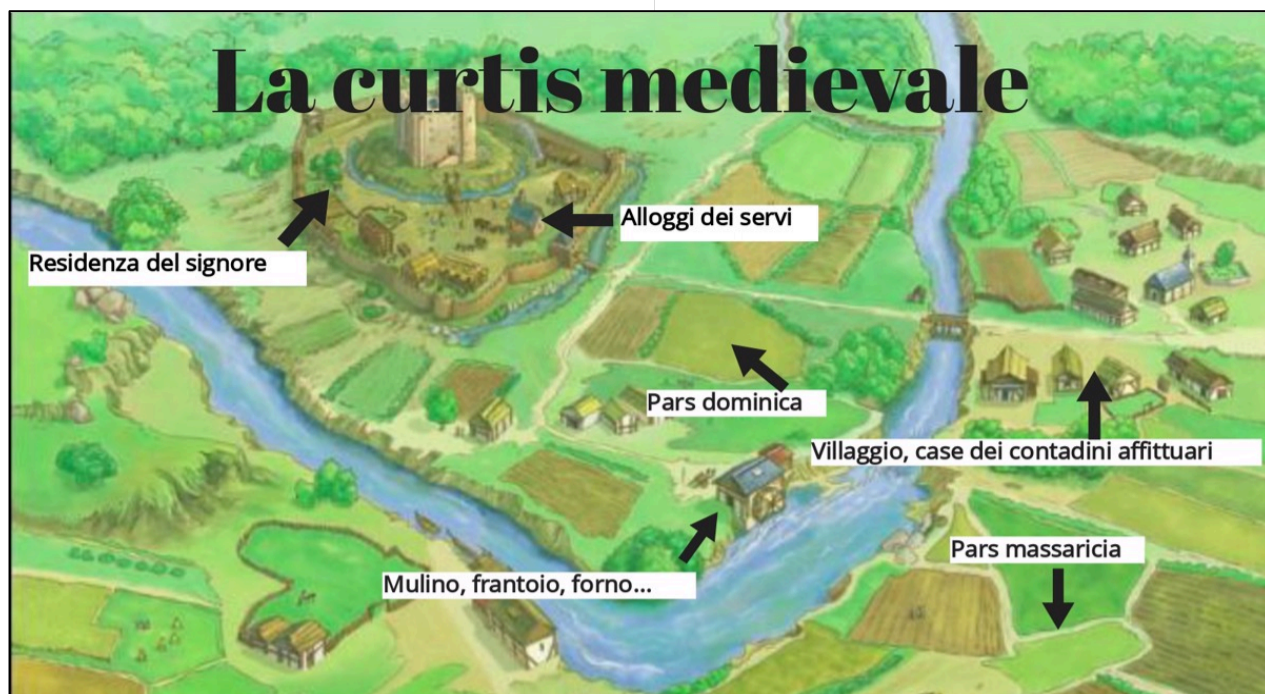 La curtis medievale
Alloggi dei servi
Residenza del signore
Pars dominica
Villaggio, case dei contadini affittuari
Pars massaricia
Mulino, frantoio, forno...